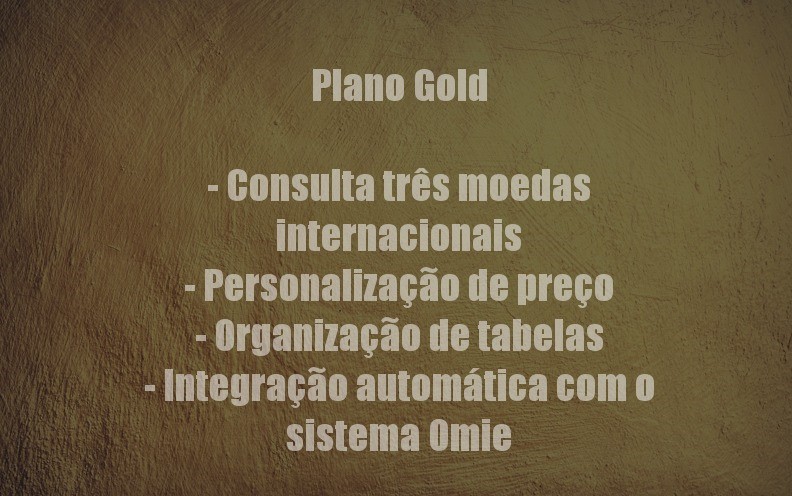 Plano Gold
- Consulta três moedas
internacionais
- Personalização de preço
- Organização de tabelas
- Integração automática com o
sistema Omie